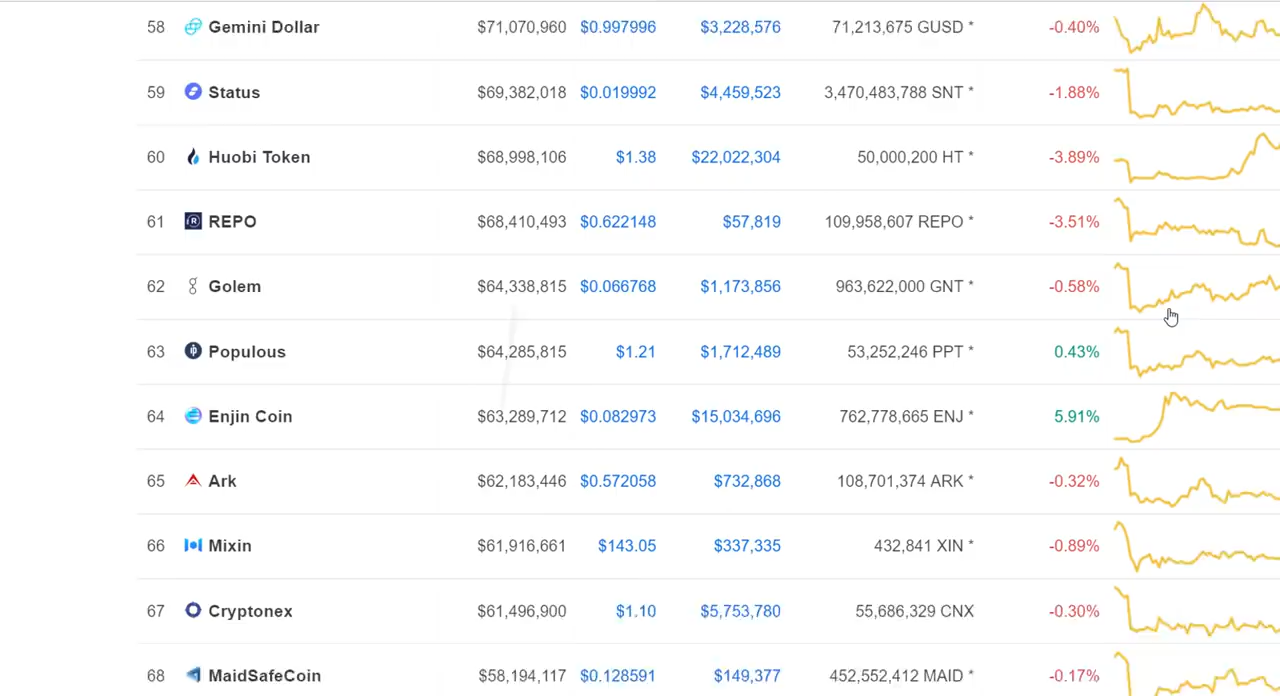 58 Gemini Dollar $71,070,960 $0.997996 $3,228,576 71,213,675 GUSD * -0.40%
59 Status $69,382,018 $0.019992 $4,459,523 3,470,483,788 SNT * -1.88%
60 Huobi Token $68,998,106 $1.38 $22,022,304 50,000,200 HT * -3.89%
61 REPO $68,410,493 $0.622148 $57,819 109,958,607 REPO * -3.51%
62 Golem $64,338,815 $0.066768 $1,173,856 963,622,000 GNT * -0.58%
63 Populous $64,285,815 $1.21 $1,712,489 53,252,246 PPT * 0.43%
64 Enjin Coin $63,289,712 $0.082973 $15,034,696 762,778,665 ENJ * 5.91%
65 Ark $62,183,446 $0.572058 $732,868 108,701,374 ARK * -0.32%
66 Mixin $61,916,661 $143.05 $337,335 432,841 XIN * -0.89%
67 Cryptonex $61,496,900 $1.10 $5,753,780 55,686,329 CNX -0.30%
68 MaidSafeCoin $58,194,117 $0.128591 $149,377 452,552,412 MAID * -0.17%